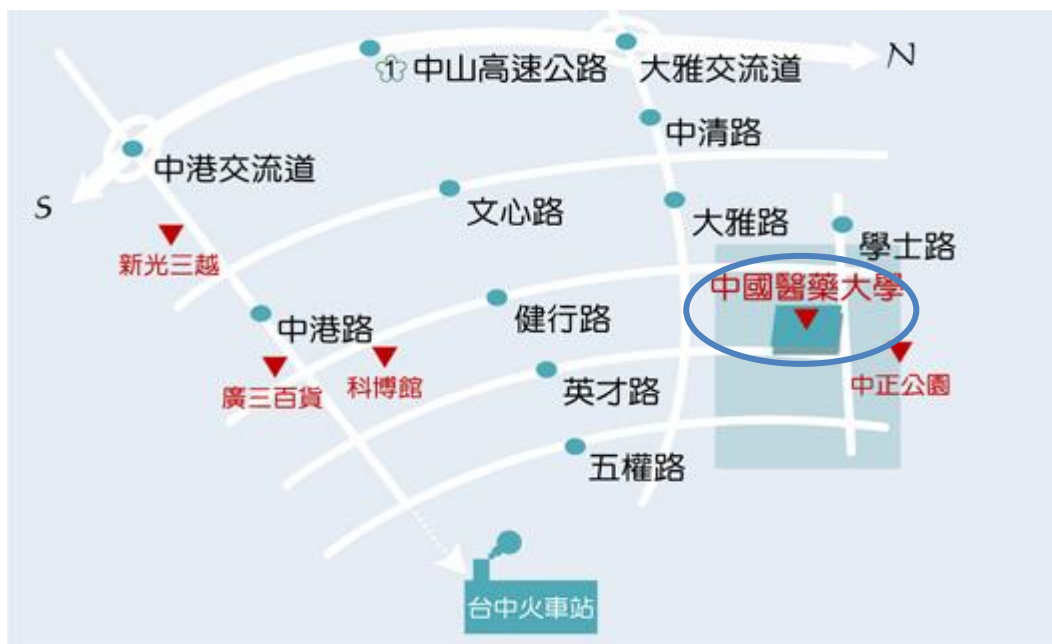 N
1 中山高速公路
大雅交流道
中清路
中港交流道
S
文心路
大雅路
學士路
新光三越
中國醫藥大學
中港路
健行路
廣三百貨
科博館
英才路
中正公園
五權路
台中火車站